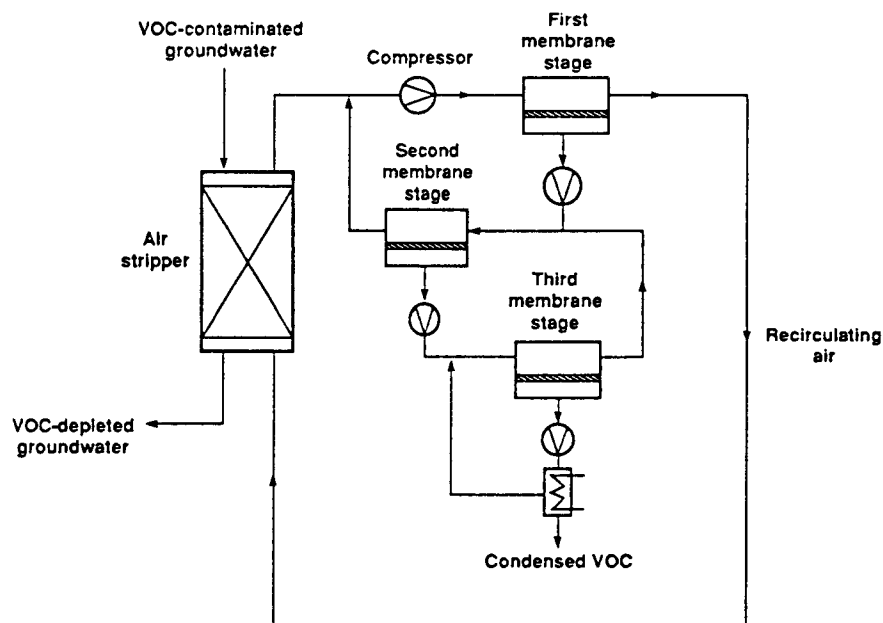 VOC-contaminated
groundwater
Compressor
First
membrane
stage
Second
membrane
stage
Air
stripper
Third
membrane
stage
Recirculating
air
VOC-depleted
groundwater
Condensed VOC